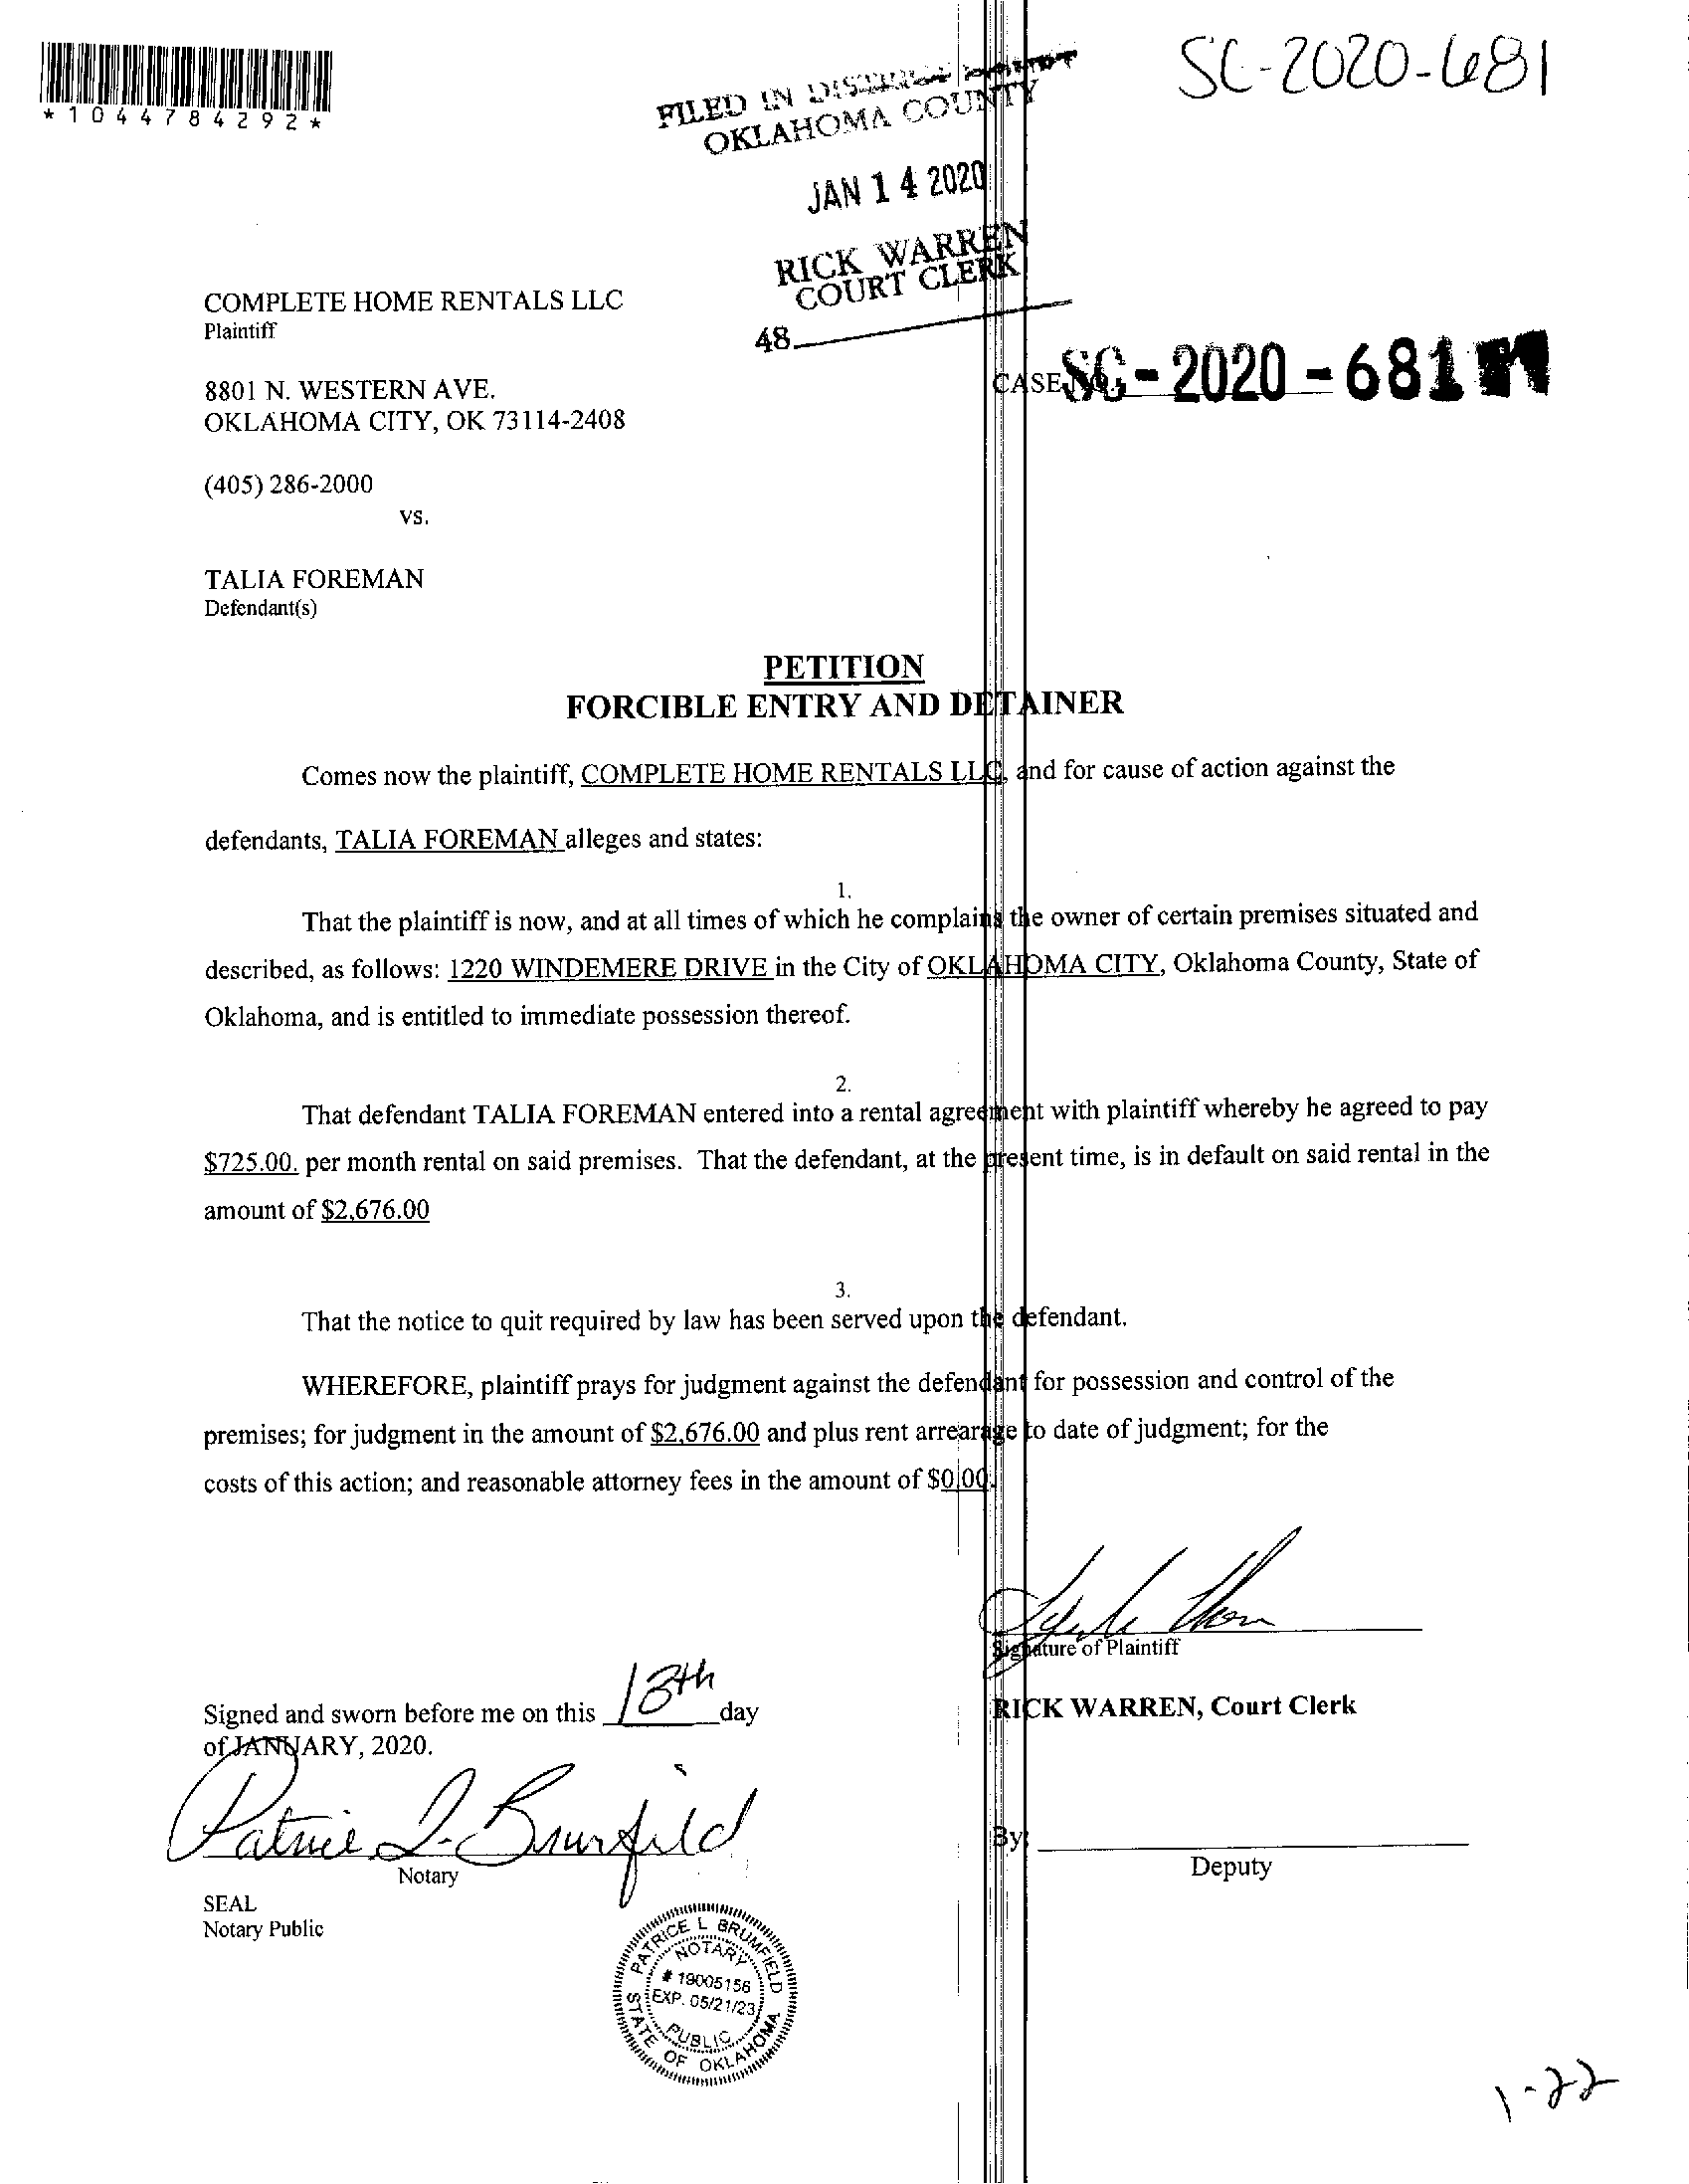 SC-2020-681
*1044784292*
FILED IN DISTRICT COURT
OKLAHOMA COUNTY
JAN 14 2020
RICK WARREN
COURT CLERK
48
COMPLETE HOME RENTALS LLC
Plaintiff
8801 N. WESTERN AVE.
OKLAHOMA CITY, OK 73114-2408
CASE NO. SC-2020-681
(405) 286-2000
vs.
TALIA FOREMAN
Defendant(s)
PETITION
FORCIBLE ENTRY AND DETAINER
Comes now the plaintiff, COMPLETE HOME RENTALS LLC, and for cause of action against the
defendants, TALIA FOREMAN alleges and states:
1.
That the plaintiff is now, and at all times of which he complains the owner of certain premises situated and
described, as follows: 1220 WINDEMERE DRIVE in the City of OKLAHOMA CITY, Oklahoma County, State of
Oklahoma, and is entitled to immediate possession thereof.
2.
That defendant TALIA FOREMAN entered into a rental agreement with plaintiff whereby he agreed to pay
$725.00. per month rental on said premises. That the defendant, at the present time, is in default on said rental in the
amount of $2,676.00
3.
That the notice to quit required by law has been served upon the defendant.
WHEREFORE, plaintiff prays for judgment against the defendant for possession and control of the
premises; for judgment in the amount of $2,676.00 and plus rent arrearage to date of judgment; for the
costs of this action; and reasonable attorney fees in the amount of $0.00.
Signature of Plaintiff
Signed and sworn before me on this 13th day
of JANUARY, 2020.
RICK WARREN, Court Clerk
Patrice L. Brumfield
Notary
By
Deputy
SEAL
Notary Public
PATRICE L BRUMFIELD
NOTARY
# 19005156
EXP. 05/21/23
PUBLIC
STATE OF OKLAHOMA
1-22